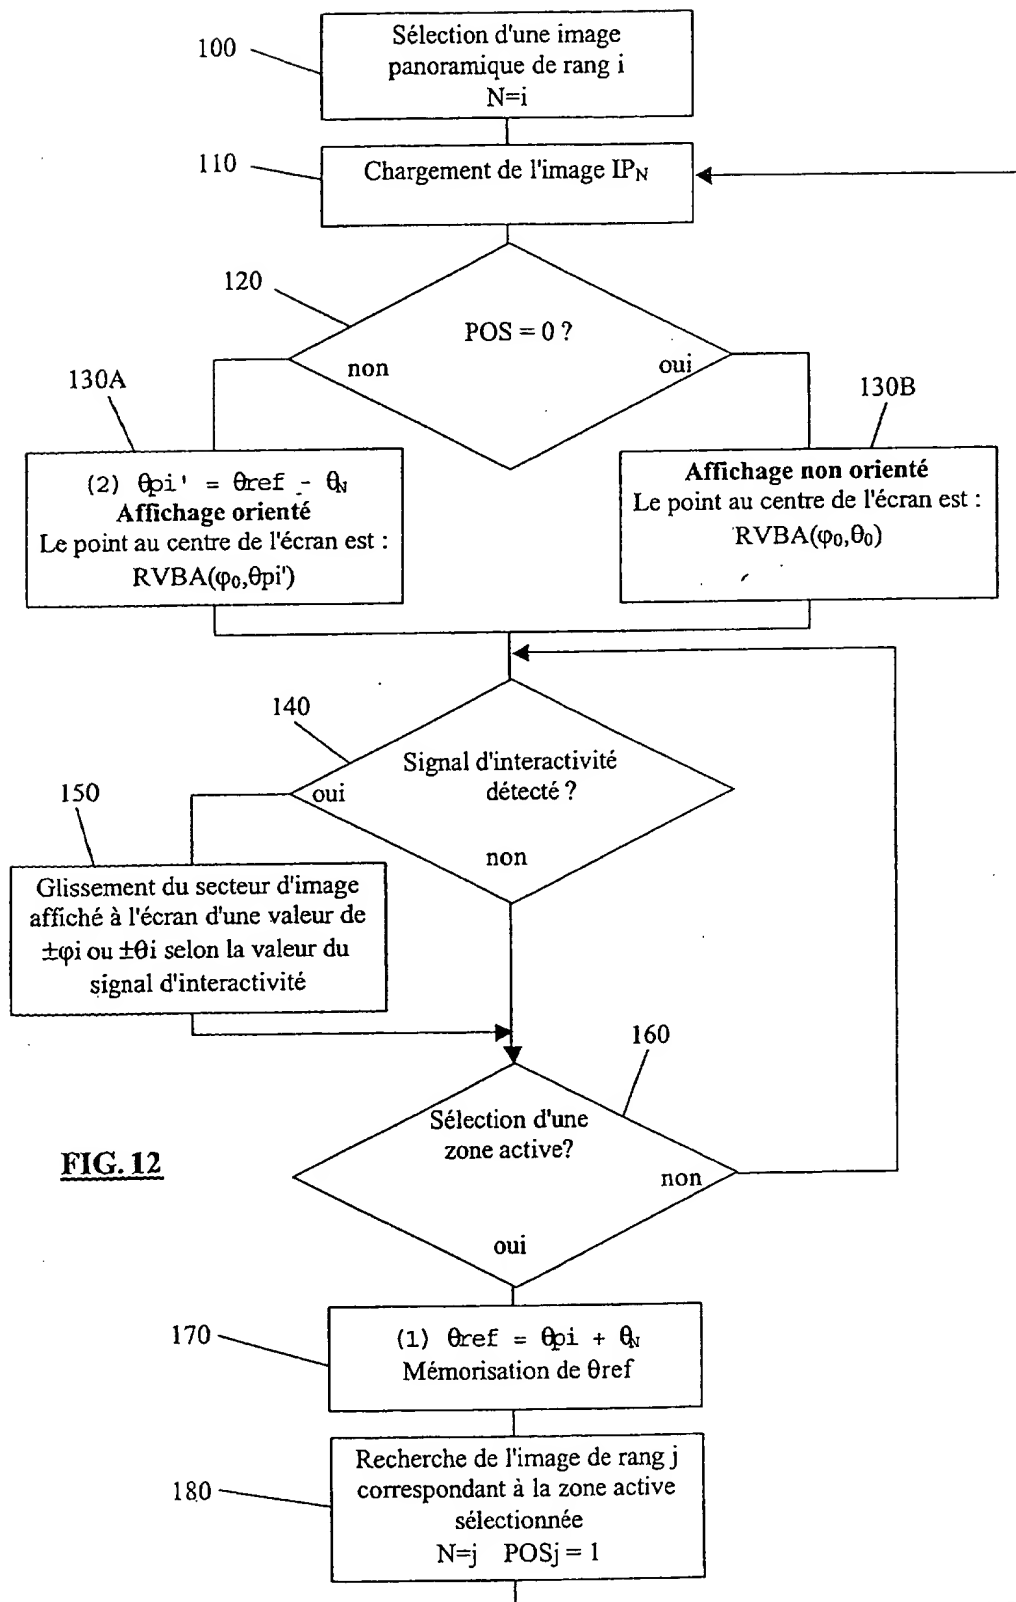 100
Sélection d'une image
panoramique de rang i
N=i
110
Chargement de l'image IP_N
120
POS = 0 ?
non
oui
130A
130B
(2) θpi' = θref - θ_N
Affichage orienté
Le point au centre de l'écran est :
RVBA(φ₀,θpi')
Affichage non orienté
Le point au centre de l'écran est :
RVBA(φ₀,θ₀)
140
Signal d'interactivité
détecté ?
oui
non
150
Glissement du secteur d'image
affiché à l'écran d'une valeur de
±φi ou ±θi selon la valeur du
signal d'interactivité
160
Sélection d'une
zone active?
non
oui
FIG. 12
170
(1) θref = θpi + θ_N
Mémorisation de θref
180
Recherche de l'image de rang j
correspondant à la zone active
sélectionnée
N=j POSj = 1